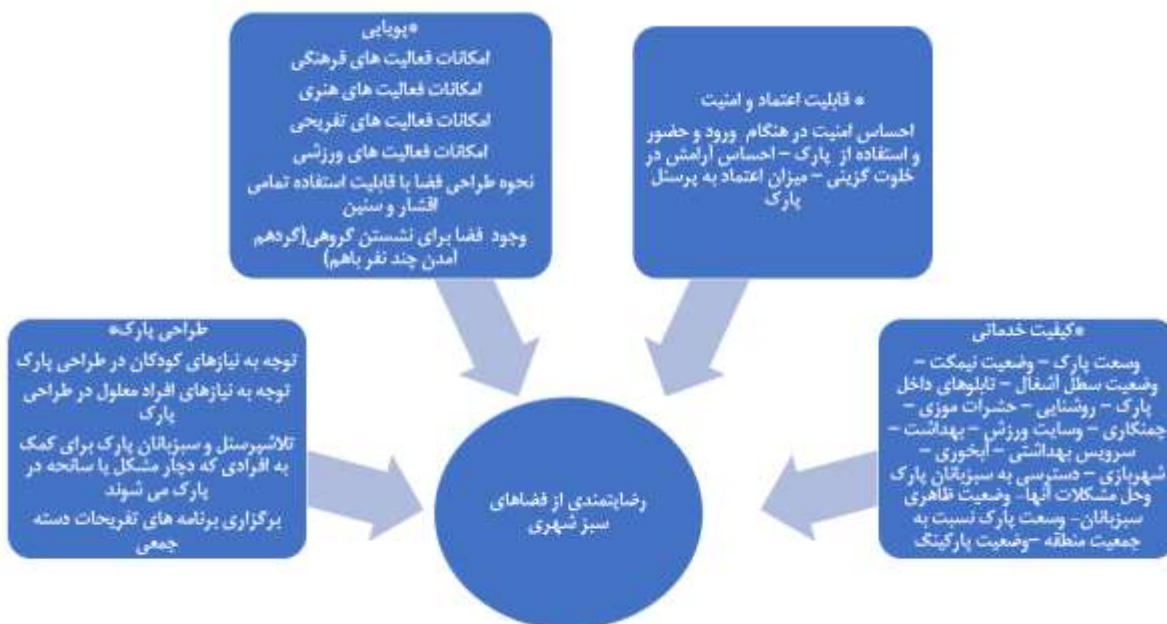 *پویایی
امکانات فعالیت های فرهنگی
امکانات فعالیت های هنری
امکانات فعالیت های تفریحی
امکانات فعالیت های ورزشی
نحوه طراحی فضا با قابلیت استفاده تمامی
اقشار و سنین
وجود فضا برای نشستن گروهی(گردهم
آمدن چند نفر باهم)
* قابلیت اعتماد و امنیت
احساس امنیت در هنگام ورود و حضور
و استفاده از پارک – احساس آرامش در
خلوت گزینی – میزان اعتماد به پرسنل
پارک
*کیفیت خدماتی
وسعت پارک – وضعیت نیمکت –
وضعیت سطل آشغال – تابلوهای داخل
پارک – روشنایی – حشرات موزی –
چمنکاری – وسایت ورزش – بهداشت –
سرویس بهداشتی – آبخوری –
شهربازی – دسترسی به سبزبانان پارک
وحل مشکلات آنها- وضعیت ظاهری
سبزبانان- وسعت پارک نسبت به
جمعیت منطقه –وضعیت پارکینگ
طراحی پارک*
توجه به نیازهای کودکان در طراحی پارک
توجه به نیازهای افراد معلول در طراحی
پارک
تلاشپرسنل و سبزبانان پارک برای کمک
به افرادی که دچار مشکل یا سانحه در
پارک می شوند
برگزاری برنامه های تفریحات دسته
جمعی
رضایتمندی از فضاهای
سبز شهری